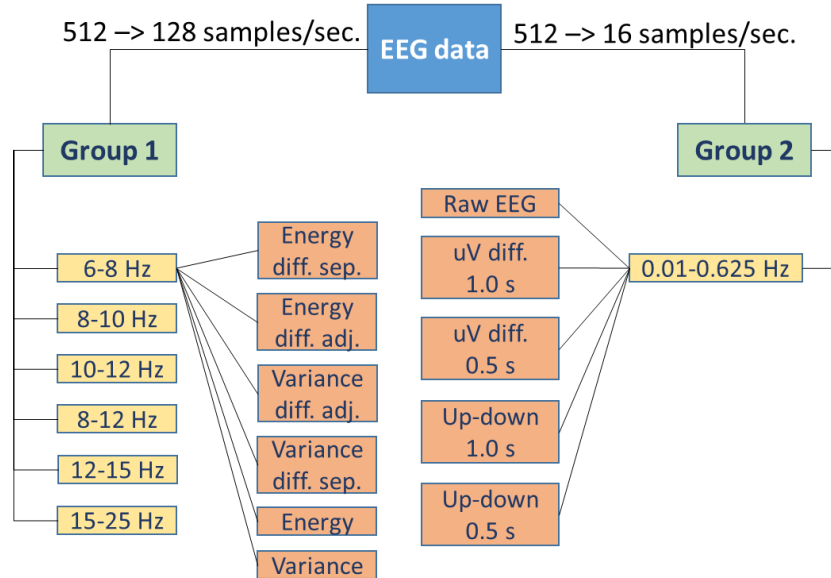 512 –> 128 samples/sec.
EEG data
512 –> 16 samples/sec.
Group 1
Group 2
6-8 Hz
8-10 Hz
10-12 Hz
8-12 Hz
12-15 Hz
15-25 Hz
Energy
diff. sep.
Energy
diff. adj.
Variance
diff. adj.
Variance
diff. sep.
Energy
Variance
Raw EEG
uV diff.
1.0 s
uV diff.
0.5 s
Up-down
1.0 s
Up-down
0.5 s
0.01-0.625 Hz